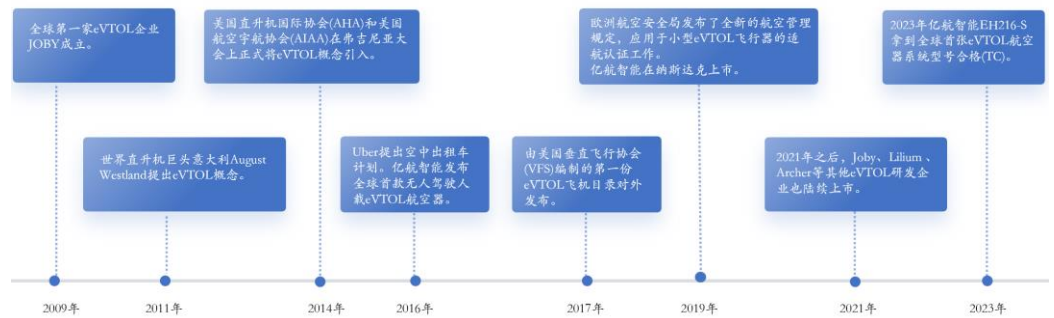 全球第一家eVTOL企业
JOBY成立。
美国直升机国际协会(AHA)和美国
航空宇航协会(AIAA)在弗吉尼亚大
会上正式将eVTOL概念引入。
欧洲航空安全局发布了全新的航空管理
规定，应用于小型eVTOL飞行器的适
航认证工作。
亿航智能在纳斯达克上市。
2023年亿航智能EH216-S
拿到全球首张eVTOL航空
器系统型号合格(TC)。
世界直升机巨头意大利August
Westland提出eVTOL概念。
Uber提出空中出租车
计划。亿航智能发布
全球首款无人驾驶人
载eVTOL航空器。
由美国垂直飞行协会
(VFS)编制的第一份
eVTOL飞机目录对外
发布。
2021年之后，Joby、Lilium、
Archer等其他eVTOL研发企
业也陆续上市。
2009年
2011年
2014年
2016年
2017年
2019年
2021年
2023年